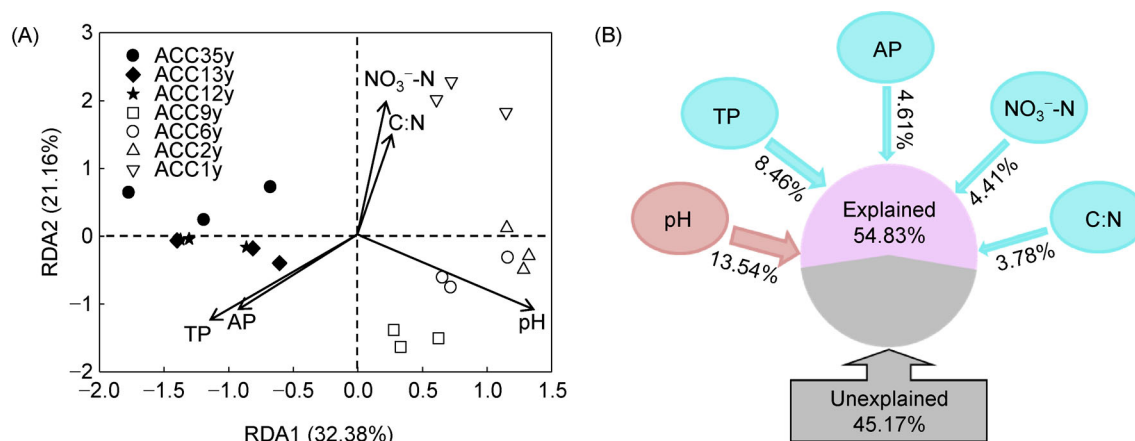 (A)
3
2
1
0
−1
−2
RDA2 (21.16%)
ACC35y
ACC13y
ACC12y
ACC9y
ACC6y
ACC2y
ACC1y
NO₃⁻-N
C:N
TP
AP
pH
−2.0
−1.5
−1.0
−0.5
0.0
0.5
1.0
1.5
RDA1 (32.38%)
(B)
AP
4.61%
TP
8.46%
NO₃⁻-N
4.41%
pH
13.54%
C:N
3.78%
Explained
54.83%
Unexplained
45.17%